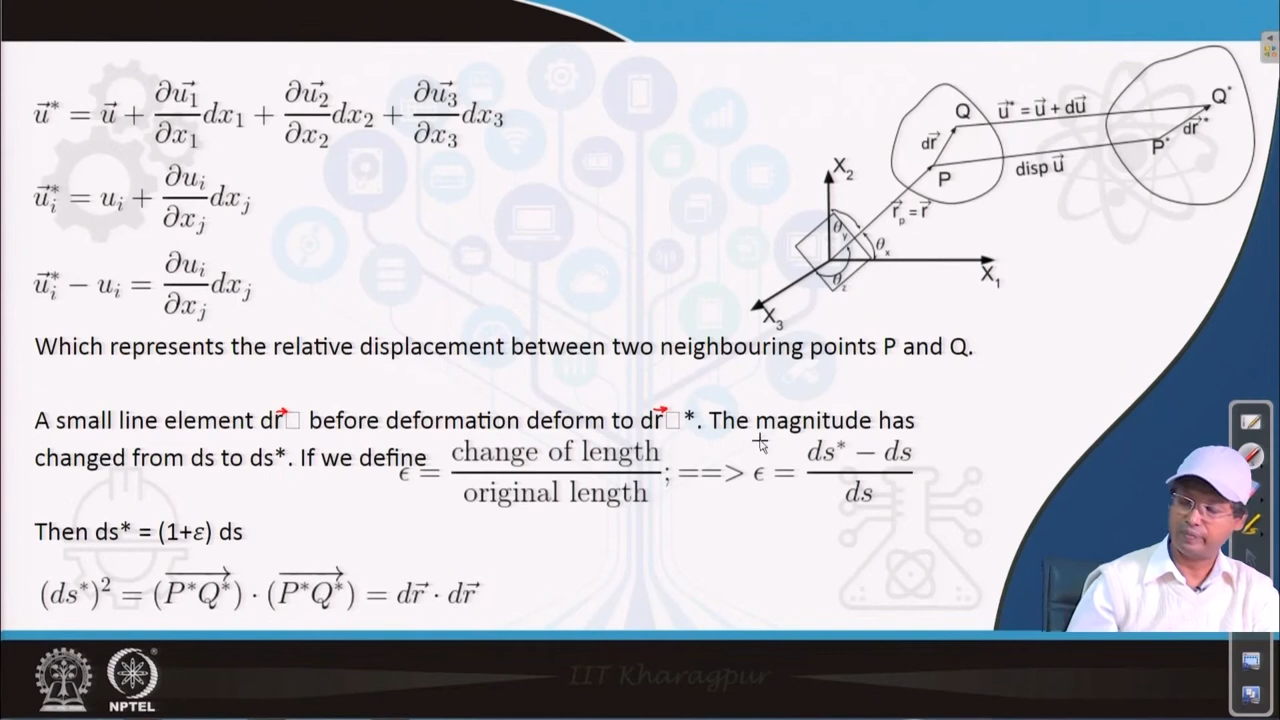 u⃗* = u⃗ + ∂u⃗₁/∂x₁ dx₁ + ∂u⃗₂/∂x₂ dx₂ + ∂u⃗₃/∂x₃ dx₃
u⃗ᵢ* = uᵢ + ∂uᵢ/∂xⱼ dxⱼ
u⃗ᵢ* − uᵢ = ∂uᵢ/∂xⱼ dxⱼ
Q
u⃗* = u⃗ + du⃗
Q*
dr⃗
dr⃗*
P*
P
disp u⃗
X₂
r⃗ₚ = r⃗
θᵧ
θₓ
θ_z
X₁
X₃
Which represents the relative displacement between two neighbouring points P and Q.
A small line element dr⃗□ before deformation deform to dr⃗□*. The magnitude has
changed from ds to ds*. If we define ϵ = change of length / original length ; ==> ϵ = ds* − ds / ds
Then ds* = (1+ε) ds
(ds*)² = (P*Q*) · (P*Q*) = dr⃗ · dr⃗
IIT Kharagpur
NPTEL